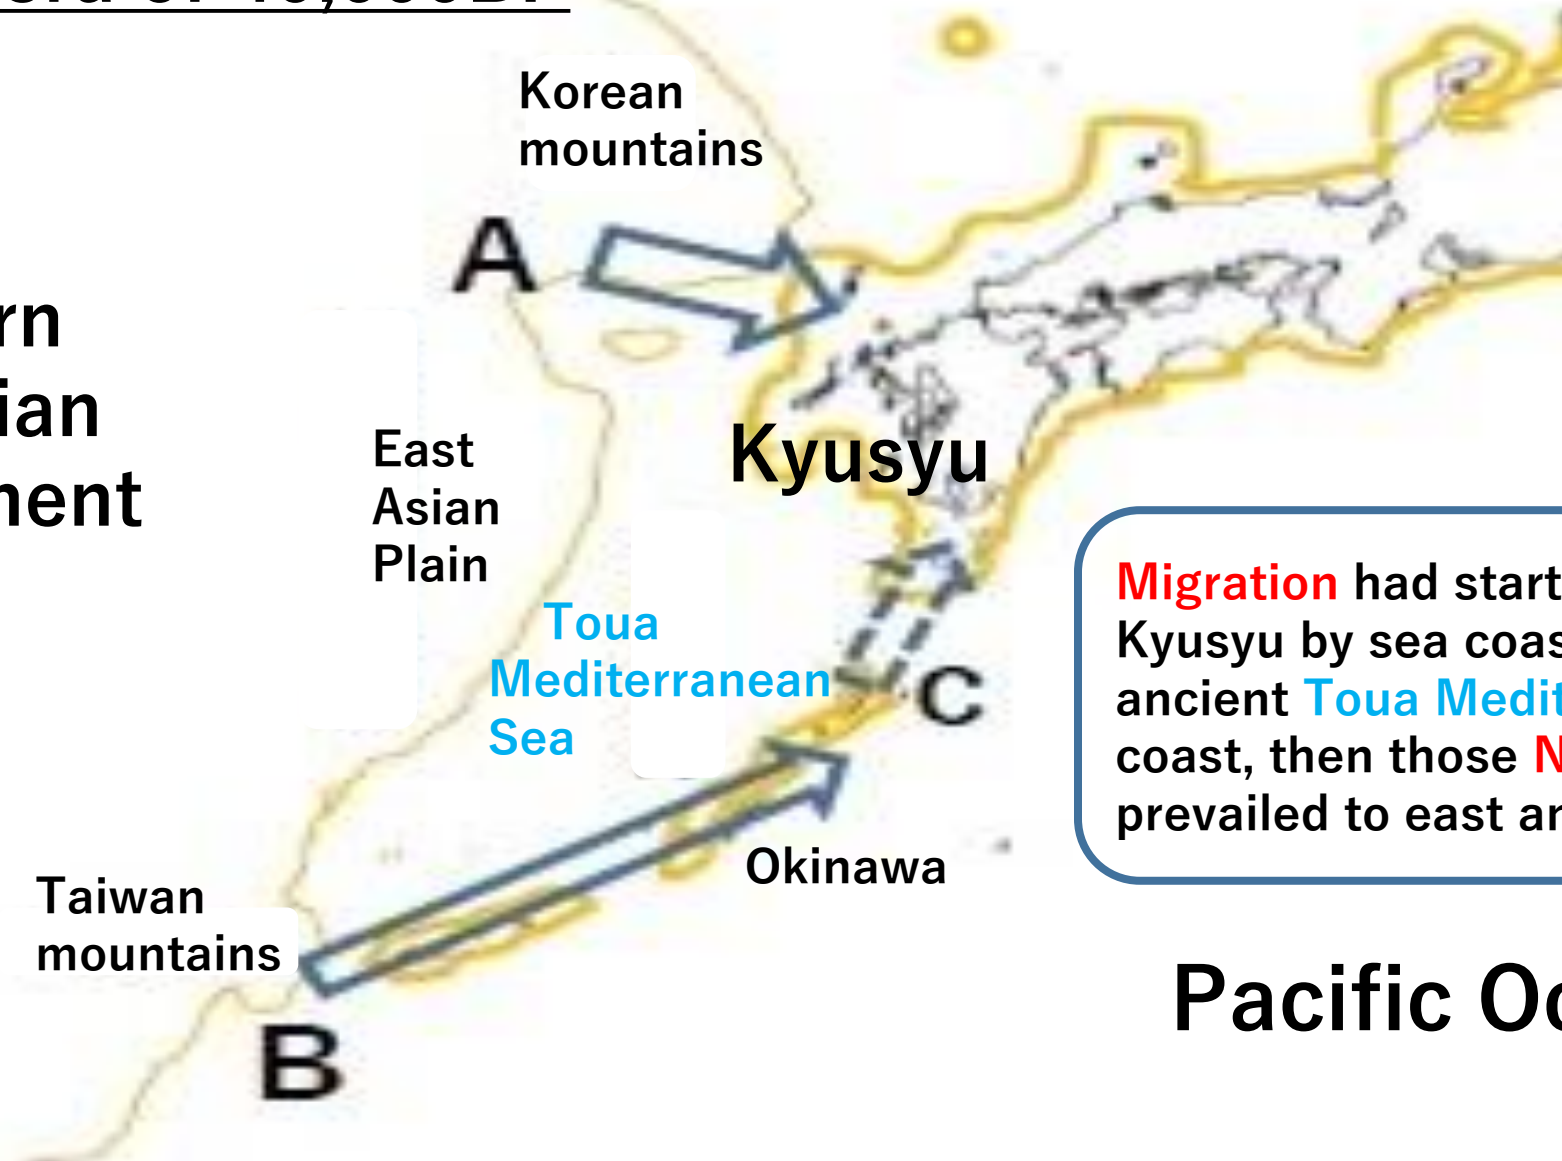 Korean
mountains
A
East
Asian
Plain
Kyusyu
Toua
Mediterranean
Sea
C
Okinawa
Taiwan
mountains
B
Migration had start
Kyusyu by sea coas
ancient Toua Medit
coast, then those N
prevailed to east an
Pacific Oc
rn
ian
nent